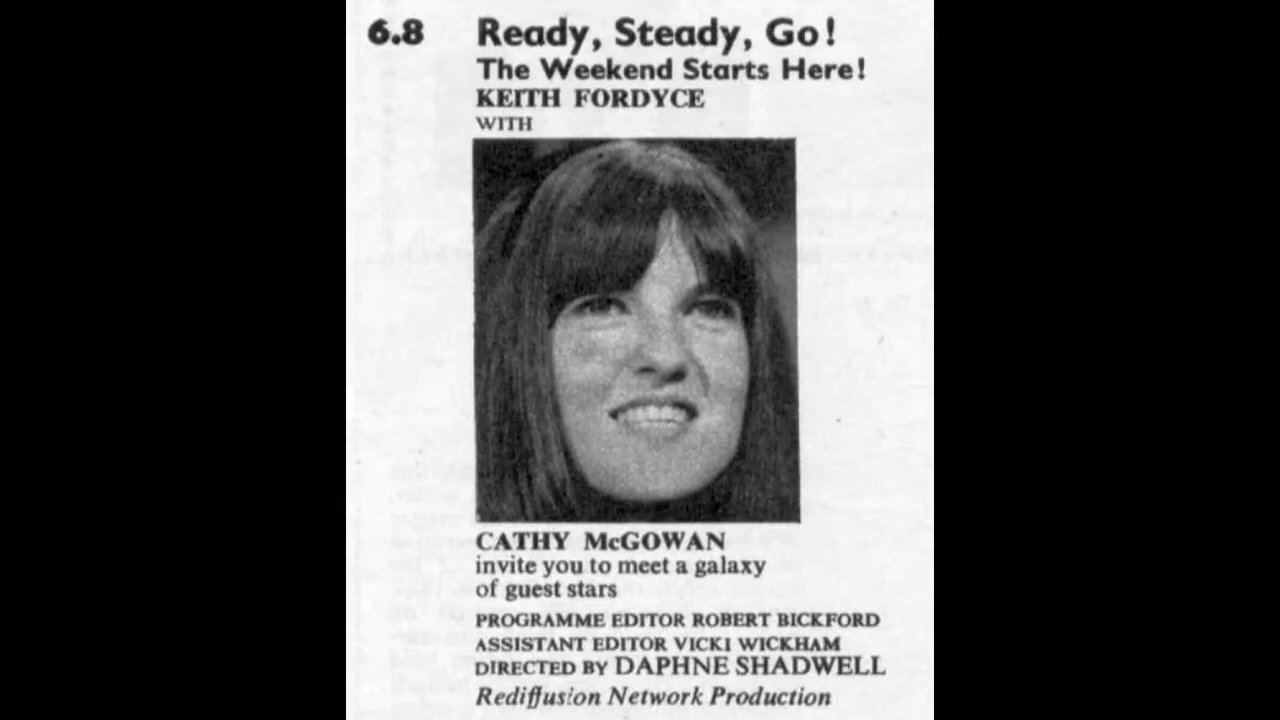 6.8 Ready, Steady, Go!
The Weekend Starts Here!
KEITH FORDYCE
WITH
CATHY McGOWAN
invite you to meet a galaxy
of guest stars
PROGRAMME EDITOR ROBERT BICKFORD
ASSISTANT EDITOR VICKI WICKHAM
DIRECTED BY DAPHNE SHADWELL
Rediffusion Network Production